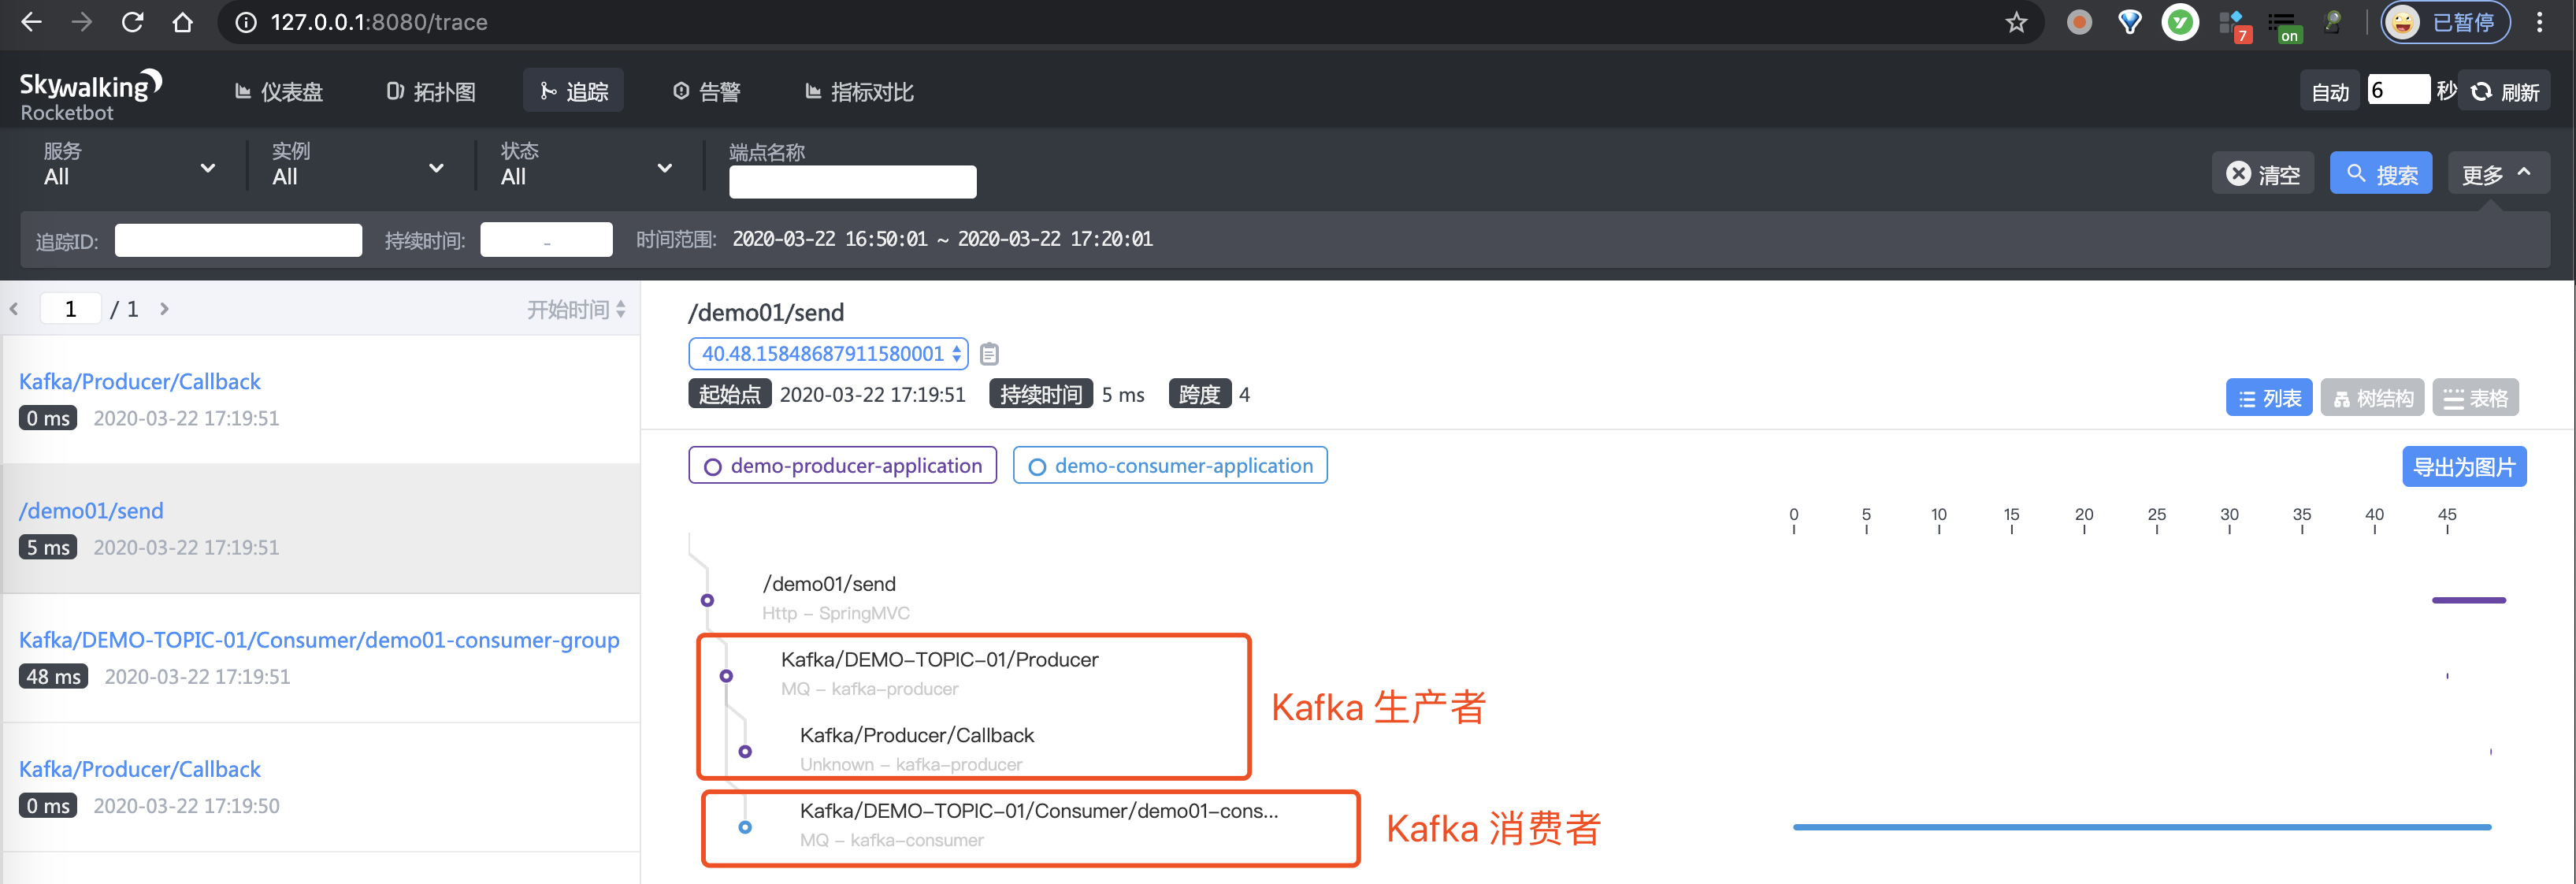 127.0.0.1:8080/trace
7
on
已暂停
Skywalking
Rocketbot
仪表盘
拓扑图
追踪
告警
指标对比
自动
6
秒
刷新
服务
All
实例
All
状态
All
端点名称
清空
搜索
更多
追踪ID:
持续时间:
-
时间范围:
2020-03-22 16:50:01 ~ 2020-03-22 17:20:01
1
/ 1
开始时间
Kafka/Producer/Callback
0 ms
2020-03-22 17:19:51
/demo01/send
5 ms
2020-03-22 17:19:51
Kafka/DEMO-TOPIC-01/Consumer/demo01-consumer-group
48 ms
2020-03-22 17:19:51
Kafka/Producer/Callback
0 ms
2020-03-22 17:19:50
/demo01/send
40.48.15848687911580001
起始点 2020-03-22 17:19:51 持续时间 5 ms 跨度 4
列表
树结构
表格
demo-producer-application
demo-consumer-application
导出为图片
0 5 10 15 20 25 30 35 40 45
/demo01/send
Http - SpringMVC
Kafka/DEMO-TOPIC-01/Producer
MQ - kafka-producer
Kafka 生产者
Kafka/Producer/Callback
Unknown - kafka-producer
Kafka/DEMO-TOPIC-01/Consumer/demo01-cons...
MQ - kafka-consumer
Kafka 消费者